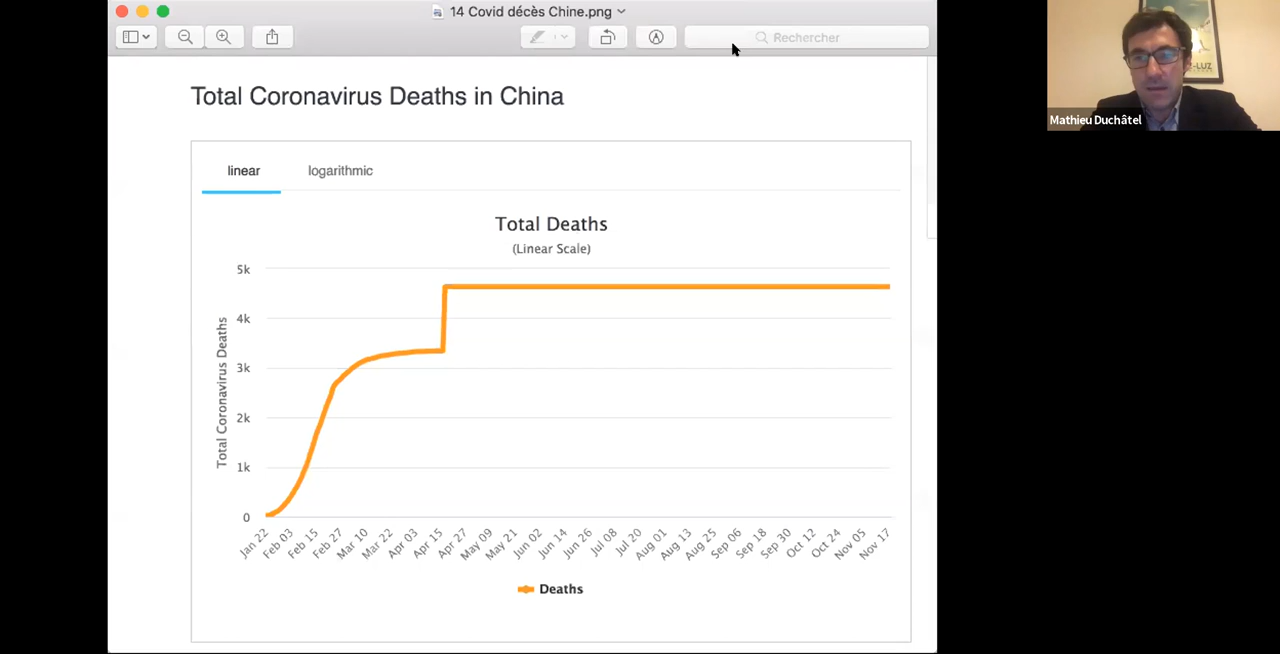 14 Covid décès Chine.png
Rechercher
Total Coronavirus Deaths in China
linear
logarithmic
Total Deaths
(Linear Scale)
Total Coronavirus Deaths
5k
4k
3k
2k
1k
0
Jan 22
Feb 03
Feb 15
Feb 27
Mar 10
Mar 22
Apr 03
Apr 15
Apr 27
May 09
May 21
Jun 02
Jun 14
Jun 26
Jul 08
Jul 20
Aug 01
Aug 13
Aug 25
Sep 06
Sep 18
Sep 30
Oct 12
Oct 24
Nov 05
Nov 17
Deaths
E-LUZ
Mathieu Duchâtel